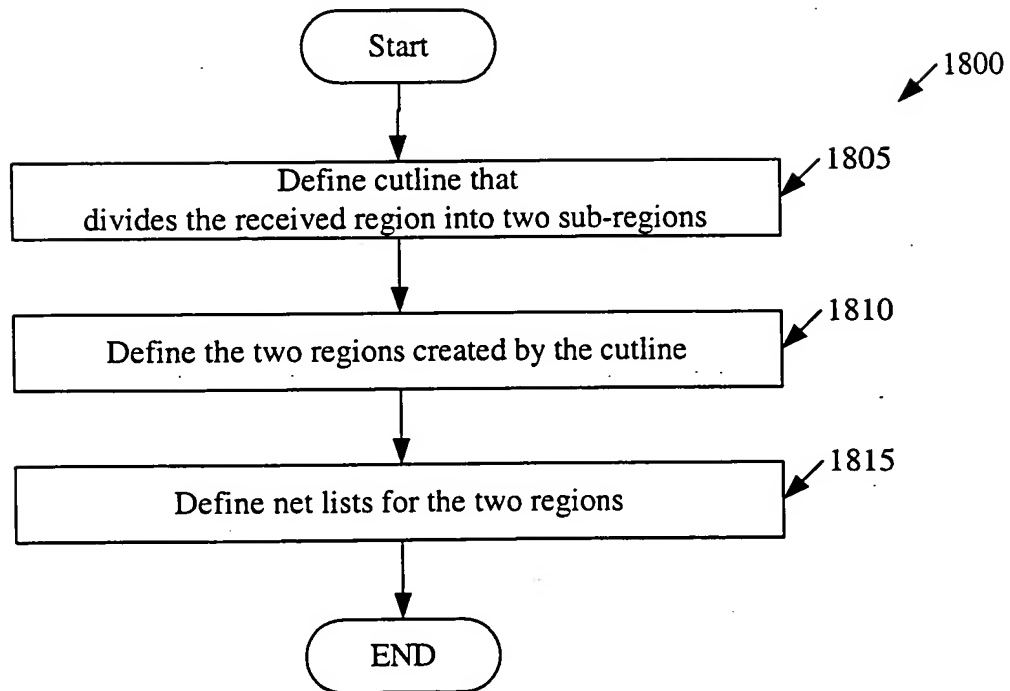 Start
1800
1805
Define cutline that
divides the received region into two sub-regions
1810
Define the two regions created by the cutline
1815
Define net lists for the two regions
END